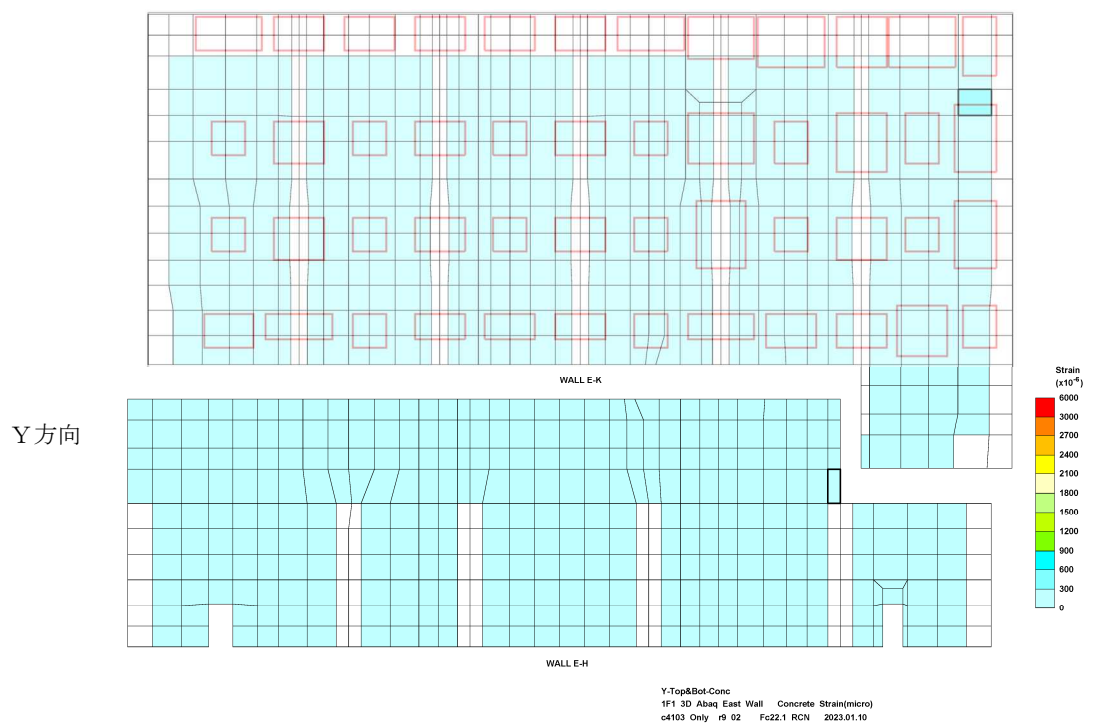 WALL E-K
Y方向
Strain
(x10⁻⁶)
6000
3000
2700
2400
2100
1800
1500
1200
900
600
300
0
WALL E-H
Y-Top&Bot-Conc
1F1 3D Abaq East Wall Concrete Strain(micro)
c4103 Only r9 02 Fc22.1 RCN 2023.01.10